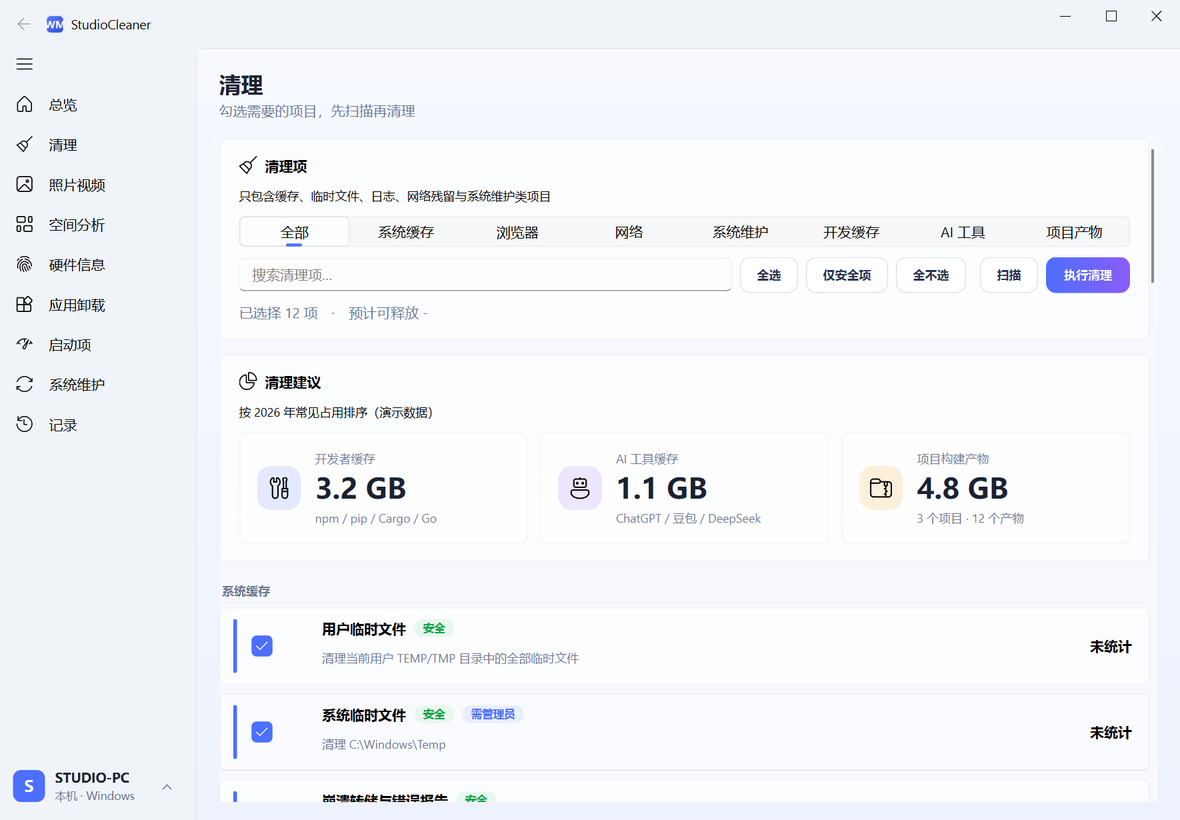 WM StudioCleaner
总览
清理
照片视频
空间分析
硬件信息
应用卸载
启动项
系统维护
记录
S
STUDIO-PC
本机 · Windows
清理
勾选需要的项目，先扫描再清理
清理项
只包含缓存、临时文件、日志、网络残留与系统维护类项目
全部 系统缓存 浏览器 网络 系统维护 开发缓存 AI 工具 项目产物
搜索清理项... 全选 仅安全项 全不选 扫描 执行清理
已选择 12 项 · 预计可释放 -
清理建议
按 2026 年常见占用排序（演示数据）
开发者缓存
3.2 GB
npm / pip / Cargo / Go
AI 工具缓存
1.1 GB
ChatGPT / 豆包 / DeepSeek
项目构建产物
4.8 GB
3 个项目 · 12 个产物
系统缓存
用户临时文件 安全
清理当前用户 TEMP/TMP 目录中的全部临时文件
未统计
系统临时文件 安全 需管理员
清理 C:\Windows\Temp
未统计
崩溃转储与错误报告 安全